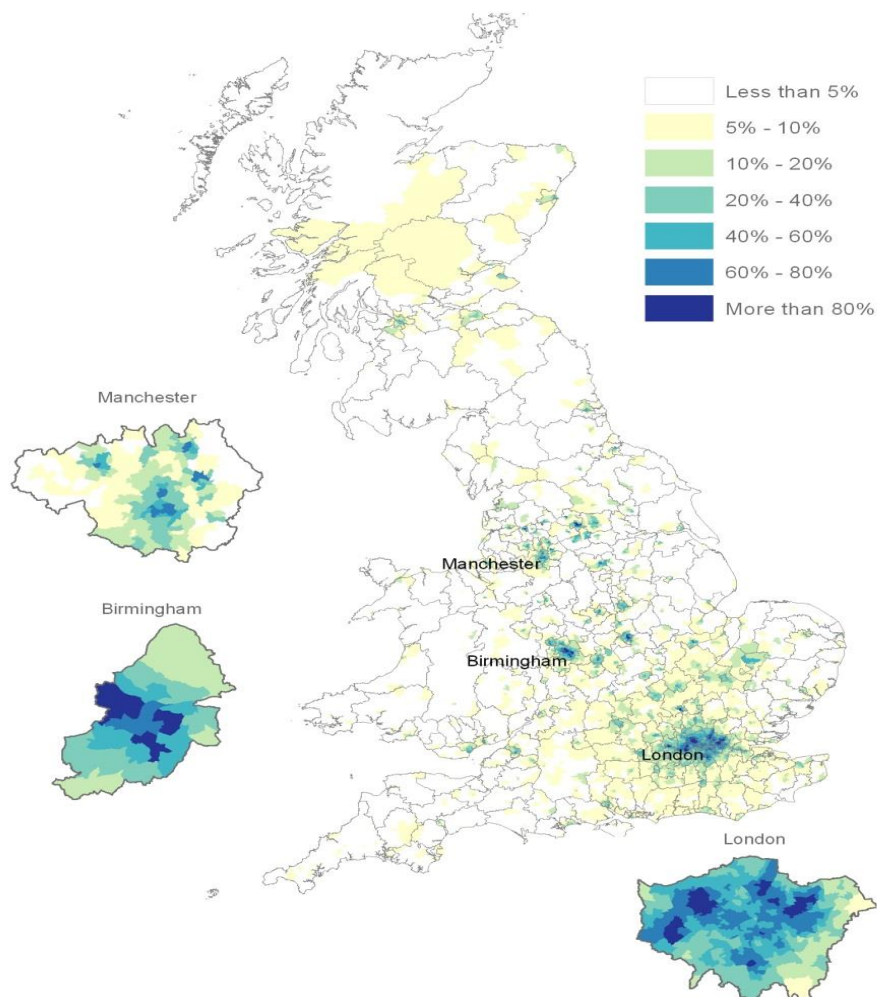 Less than 5%
5% - 10%
10% - 20%
20% - 40%
40% - 60%
60% - 80%
More than 80%
Manchester
Manchester
Birmingham
Birmingham
London
London